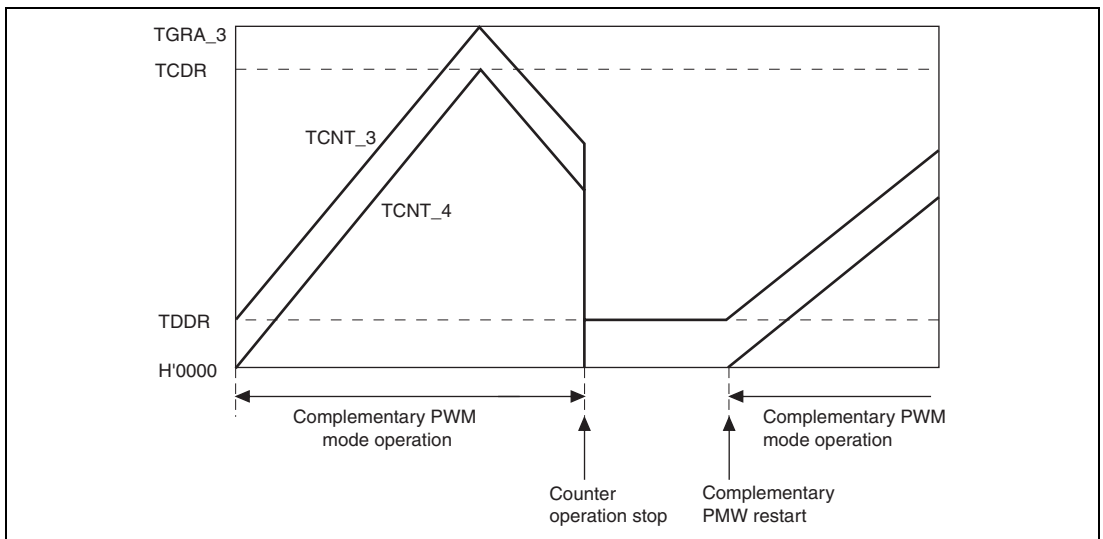 TGRA_3
TCDR
TCNT_3
TCNT_4
TDDR
H'0000
Complementary PWM
mode operation
Complementary PWM
mode operation
Counter
operation stop
Complementary
PMW restart